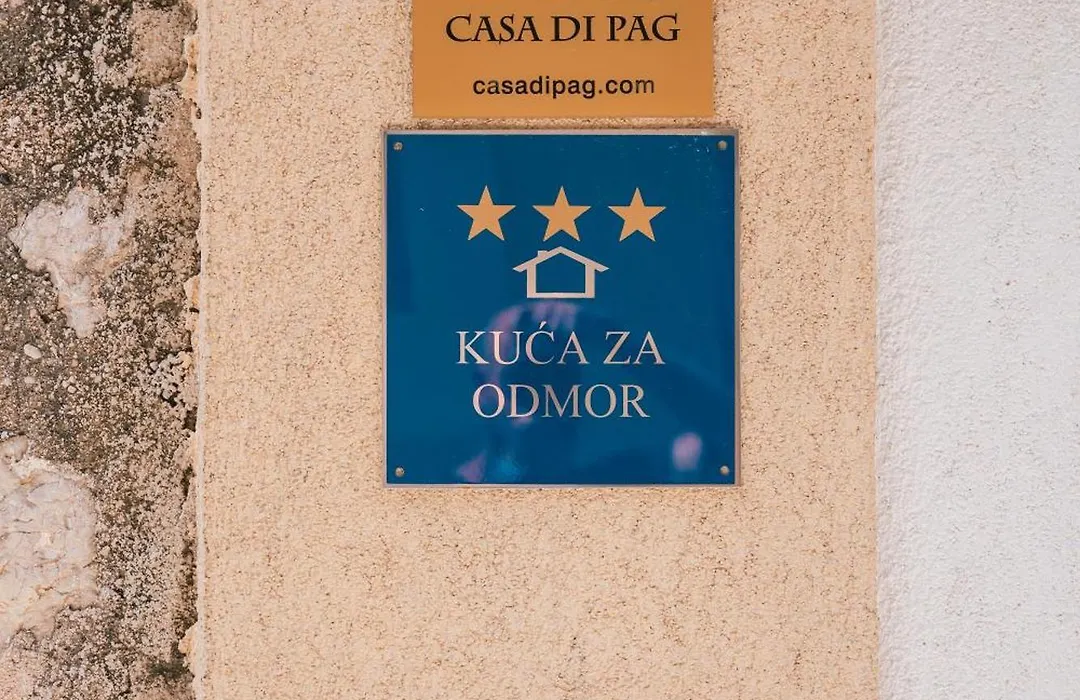 CASA DI PAG
casadipag.com
KUĆA ZA
ODMOR